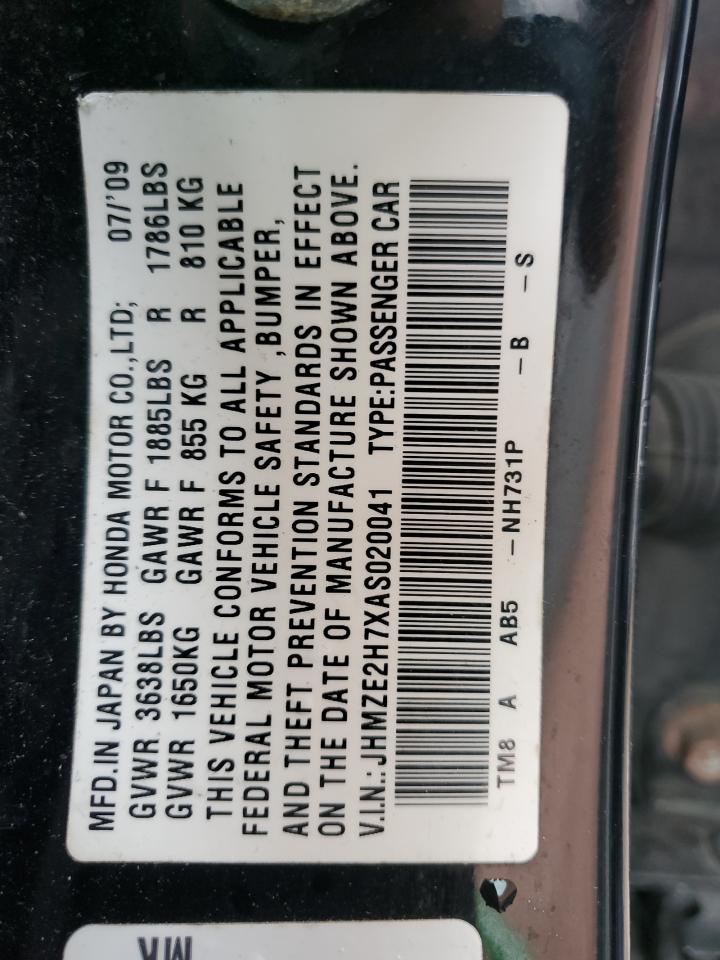 MFD.IN JAPAN BY HONDA MOTOR CO.,LTD; 07/'09
GVWR 3638LBS GAWR F 1885LBS R 1786LBS
GVWR 1650KG GAWR F 855 KG R 810 KG
THIS VEHICLE CONFORMS TO ALL APPLICABLE
FEDERAL MOTOR VEHICLE SAFETY ,BUMPER,
AND THEFT PREVENTION STANDARDS IN EFFECT
ON THE DATE OF MANUFACTURE SHOWN ABOVE.
V.I.N.: JHMZE2H7XAS020041 TYPE:PASSENGER CAR
TM8 A AB5 -NH731P -B -S